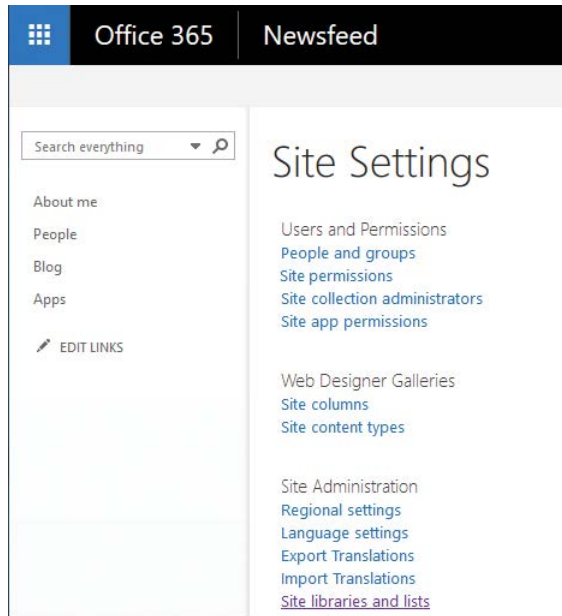 Office 365 Newsfeed
Search everything
About me
People
Blog
Apps
EDIT LINKS
Site Settings
Users and Permissions
People and groups
Site permissions
Site collection administrators
Site app permissions
Web Designer Galleries
Site columns
Site content types
Site Administration
Regional settings
Language settings
Export Translations
Import Translations
Site libraries and lists